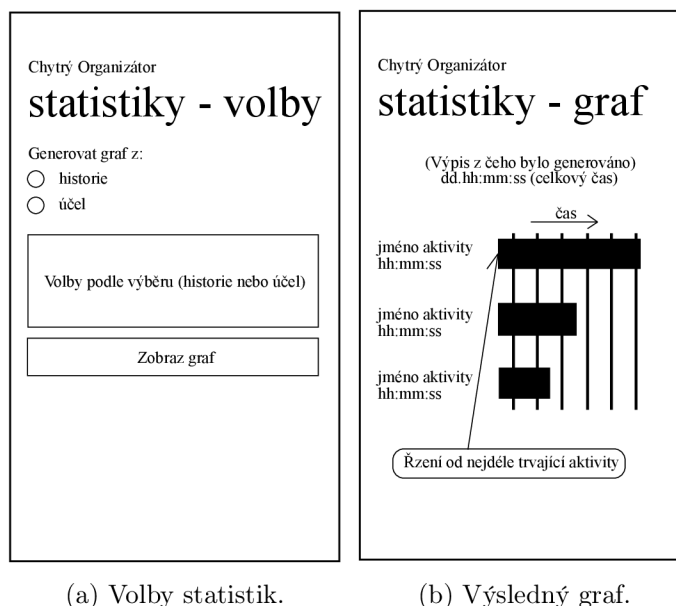 Chytrý Organizátor
statistiky - volby
Generovat graf z:
historie
účel
Volby podle výběru (historie nebo účel)
Zobraz graf
(a) Volby statistik.
Chytrý Organizátor
statistiky - graf
(Výpis z čeho bylo generováno)
dd.hh:mm:ss (celkový čas)
čas
jméno aktivity
hh:mm:ss
jméno aktivity
hh:mm:ss
jméno aktivity
hh:mm:ss
Řzení od nejdéle trvající aktivity
(b) Výsledný graf.